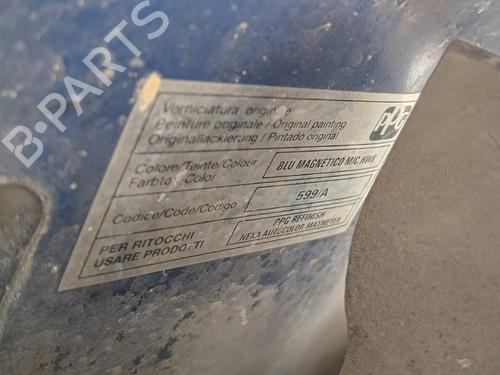 B-PARTS
Verniciatura originale
Peinture originale / Original painting
Originallackierung / Pintado original
PPG
Colore/Teinte/Colour
Farbton/Color
BLU MAGNETICO MIC.HWB
Codice/Code/Codigo
599/A
PER RITOCCHI
USARE PRODOTTI
PPG REFINISH
NEXA AUTOCOLOR MAXMEYER